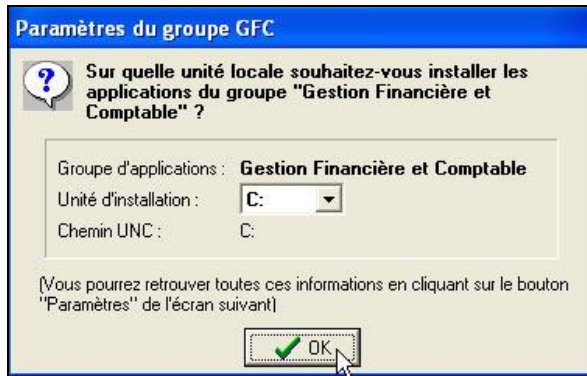 Paramètres du groupe GFC
Sur quelle unité locale souhaitez-vous installer les
applications du groupe "Gestion Financière et
Comptable" ?
Groupe d'applications : Gestion Financière et Comptable
Unité d'installation : C:
Chemin UNC : C:
(Vous pourrez retrouver toutes ces informations en cliquant sur le bouton
"Paramètres" de l'écran suivant)
OK